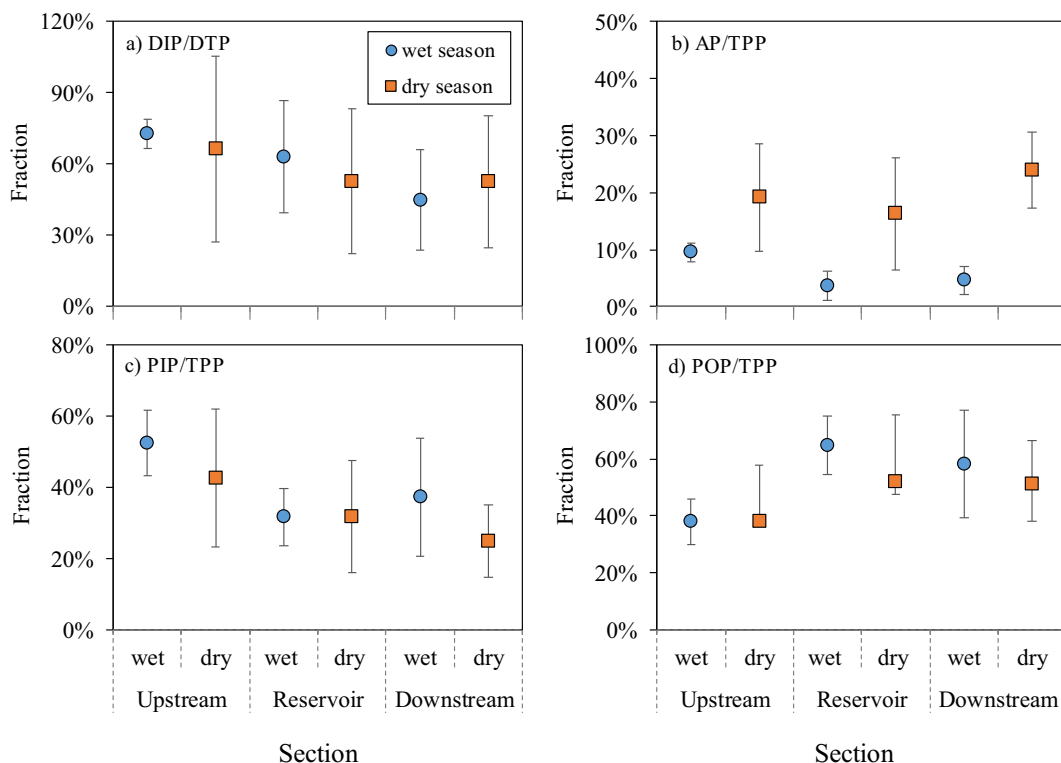 a) DIP/DTP
wet season
dry season
120%
90%
60%
30%
0%
Fraction
b) AP/TPP
50%
40%
30%
20%
10%
0%
Fraction
c) PIP/TPP
80%
60%
40%
20%
0%
Fraction
wet dry wet dry wet dry
Upstream Reservoir Downstream
Section
d) POP/TPP
100%
80%
60%
40%
20%
0%
Fraction
wet dry wet dry wet dry
Upstream Reservoir Downstream
Section